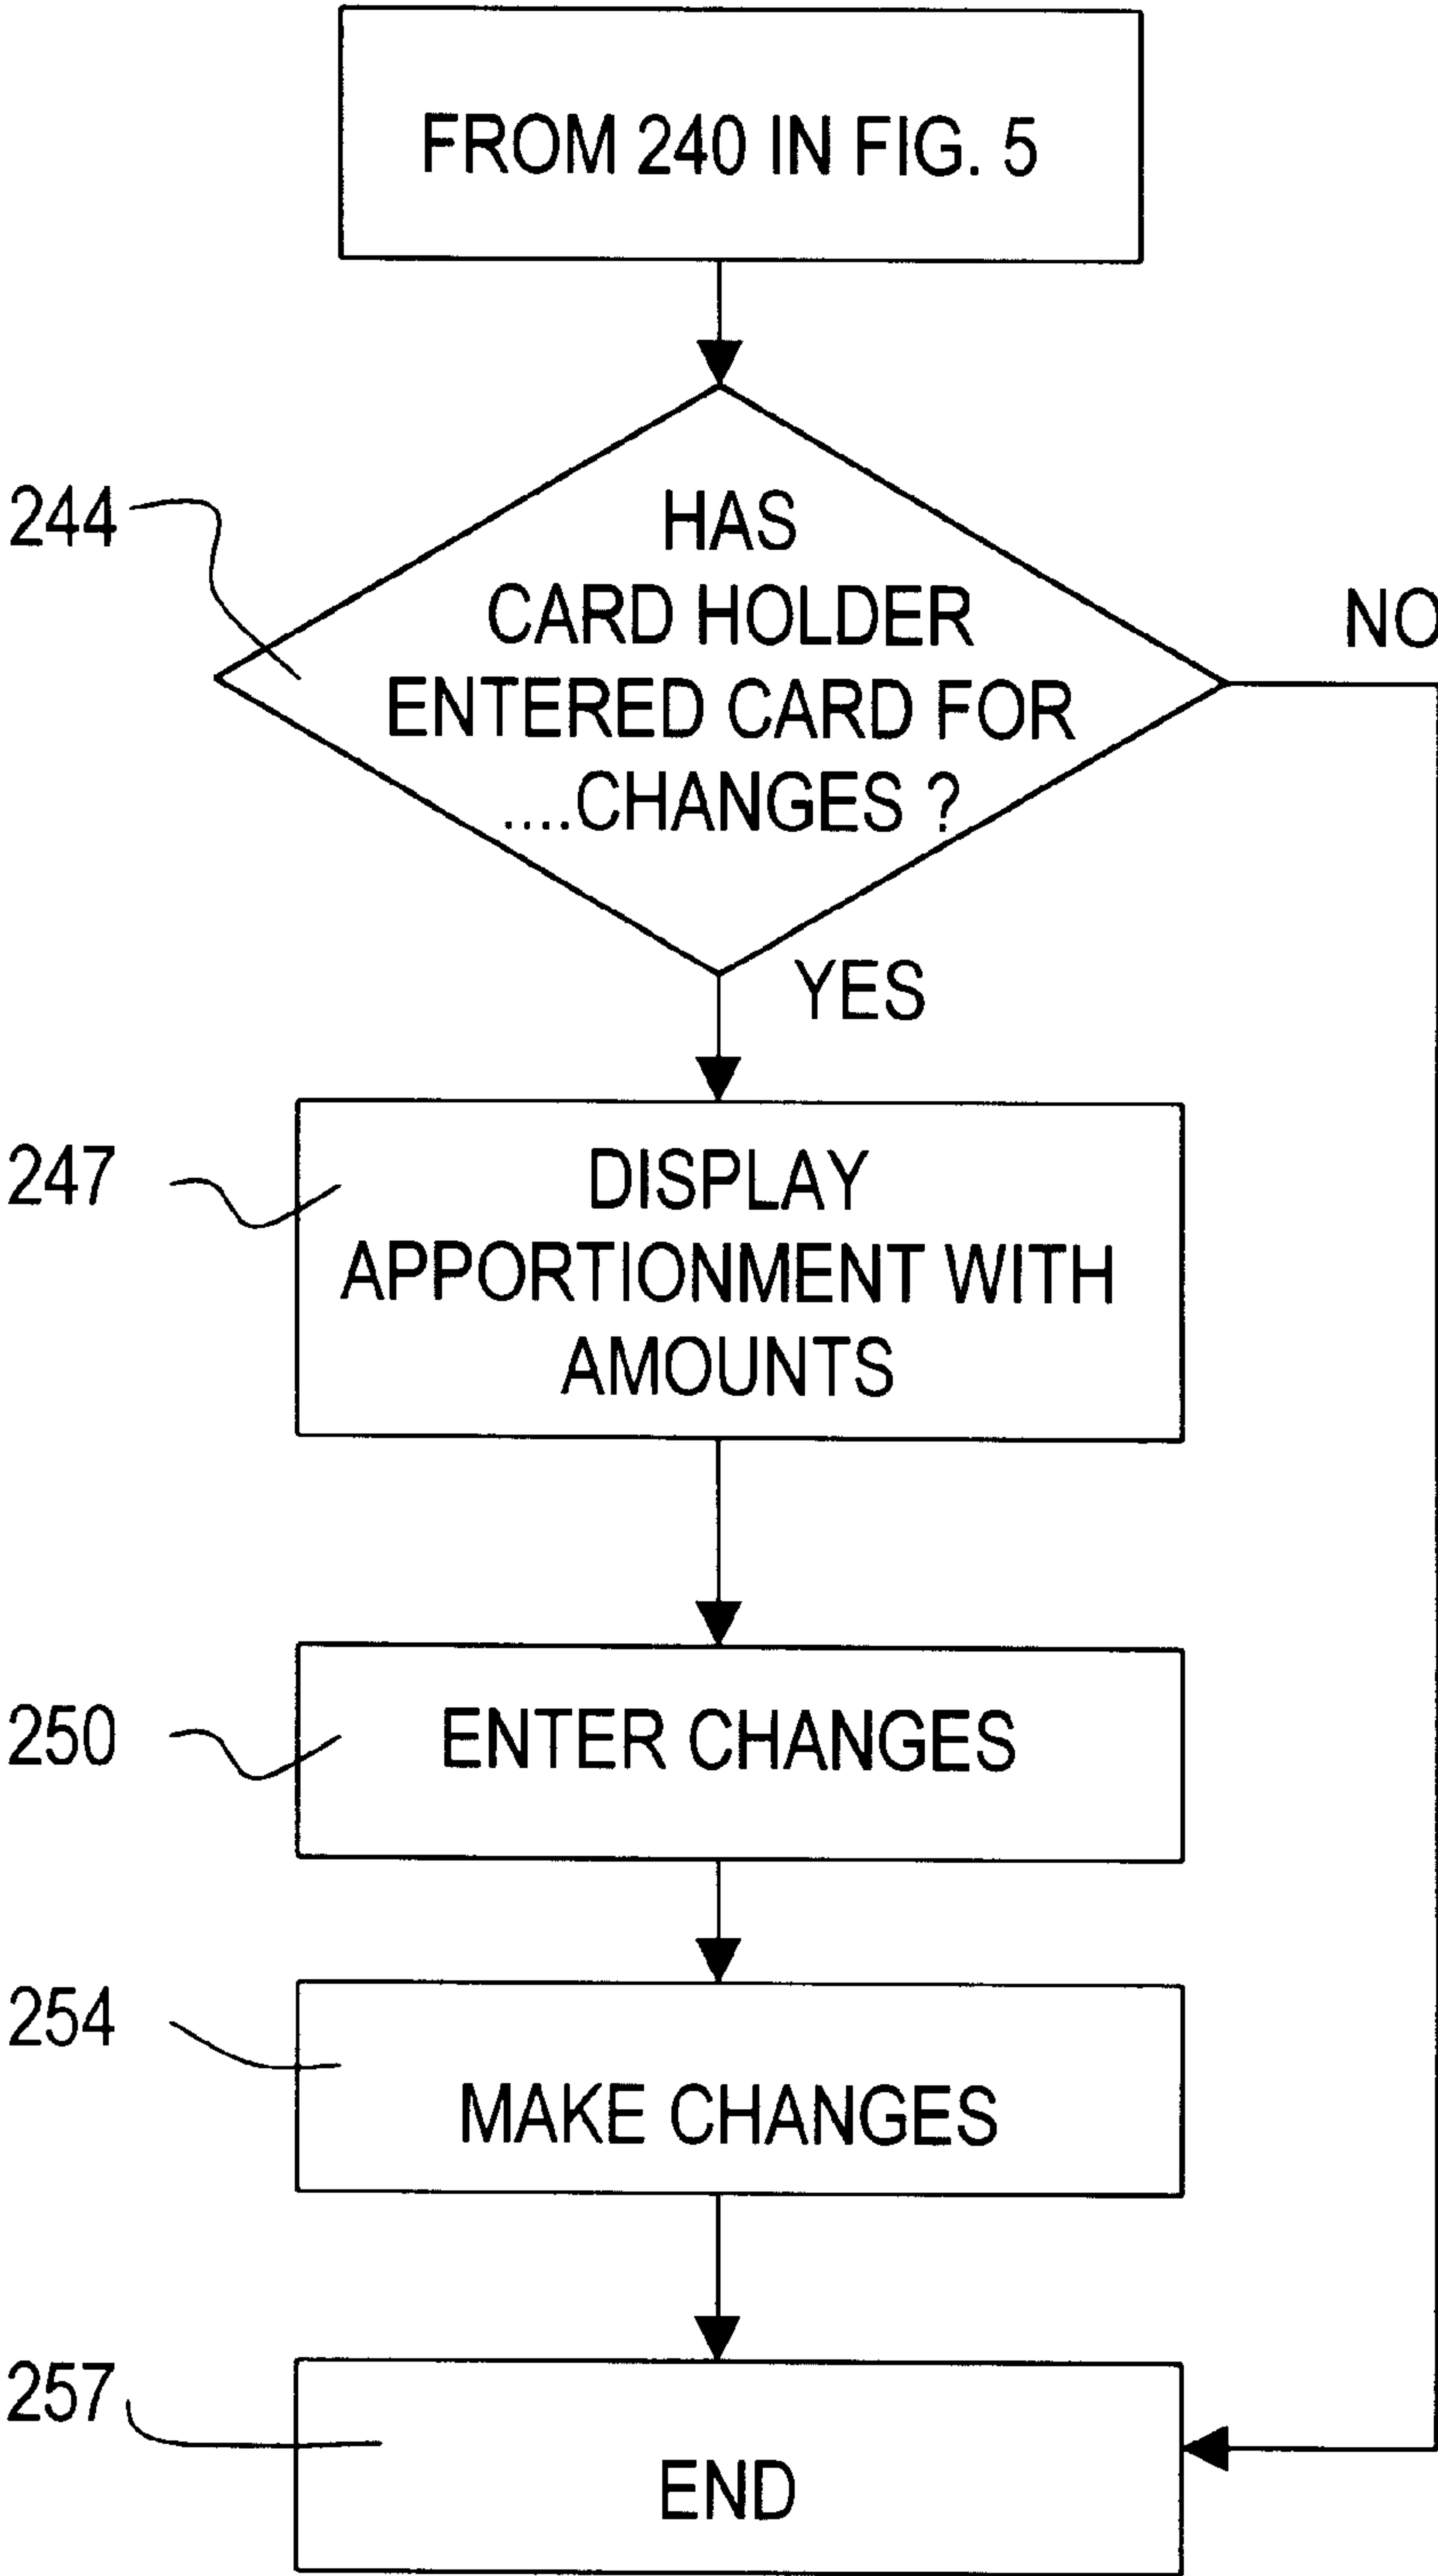 FROM 240 IN FIG. 5
244
HAS
CARD HOLDER
ENTERED CARD FOR
....CHANGES ?
NO
YES
247
DISPLAY
APPORTIONMENT WITH
AMOUNTS
250
ENTER CHANGES
254
MAKE CHANGES
257
END